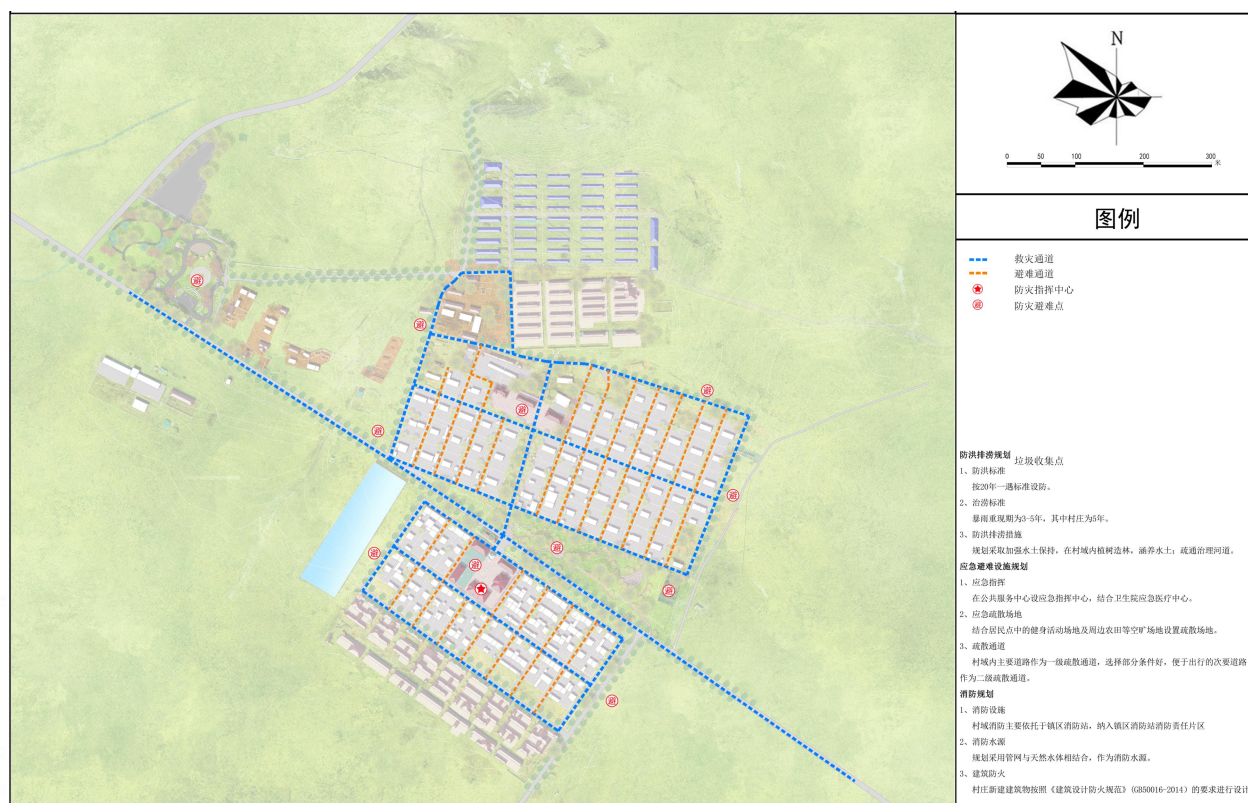 N
0 50 100 200 300
米
图例
救灾通道
避难通道
防灾指挥中心
避 防灾避难点
避
避
避
避
避
避
避
避
避
避
避
避
防洪排涝规划 垃圾收集点
1、防洪标准
按20年一遇标准设防。
2、治涝标准
暴雨重现期为3-5年，其中村庄为5年。
3、防洪排涝措施
规划采取加强水土保持，在村域内植树造林，涵养水土；疏通治理河道。
应急避难设施规划
1、应急指挥
在公共服务中心设应急指挥中心，结合卫生院应急医疗中心。
2、应急疏散场地
结合居民点中的健身活动场地及周边农田等空旷场地设置疏散场地。
3、疏散通道
村域内主要道路作为一级疏散通道，选择部分条件好，便于出行的次要道路
作为二级疏散通道。
消防规划
1、消防设施
村域消防主要依托于镇区消防站，纳入镇区消防站消防责任片区
2、消防水源
规划采用管网与天然水体相结合，作为消防水源。
3、建筑防火
村庄新建建筑物按照《建筑设计防火规范》（GB50016-2014）的要求进行设计